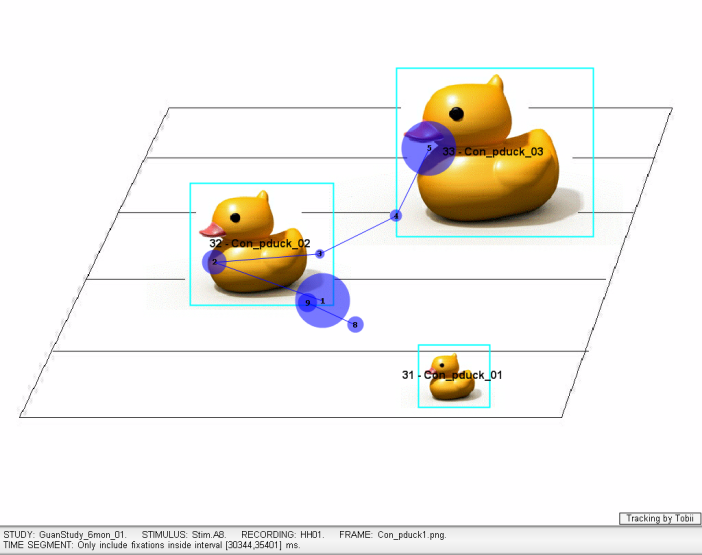 5
33 - Con_pduck_03
4
32 - Con_pduck_02
2
1
9
8
31 - Con_pduck_01
Tracking by Tobii
STUDY: GuanStudy_6mon_01. STIMULUS: Stim.A8. RECORDING: HH01. FRAME: Con_pduck1.png.
TIME SEGMENT: Only include fixations inside interval [30344,35401] ms.